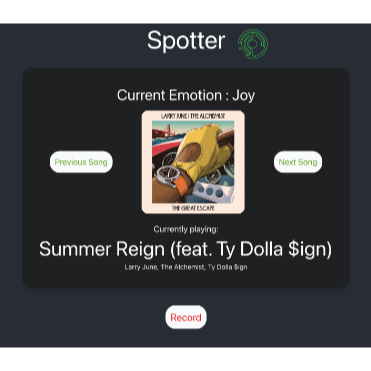 Spotter
Current Emotion : Joy
LARRY JUNE | THE ALCHEMIST
THE GREAT ESCAPE
Previous Song
Next Song
Currently playing:
Summer Reign (feat. Ty Dolla $ign)
Larry June, The Alchemist, Ty Dolla $ign
Record